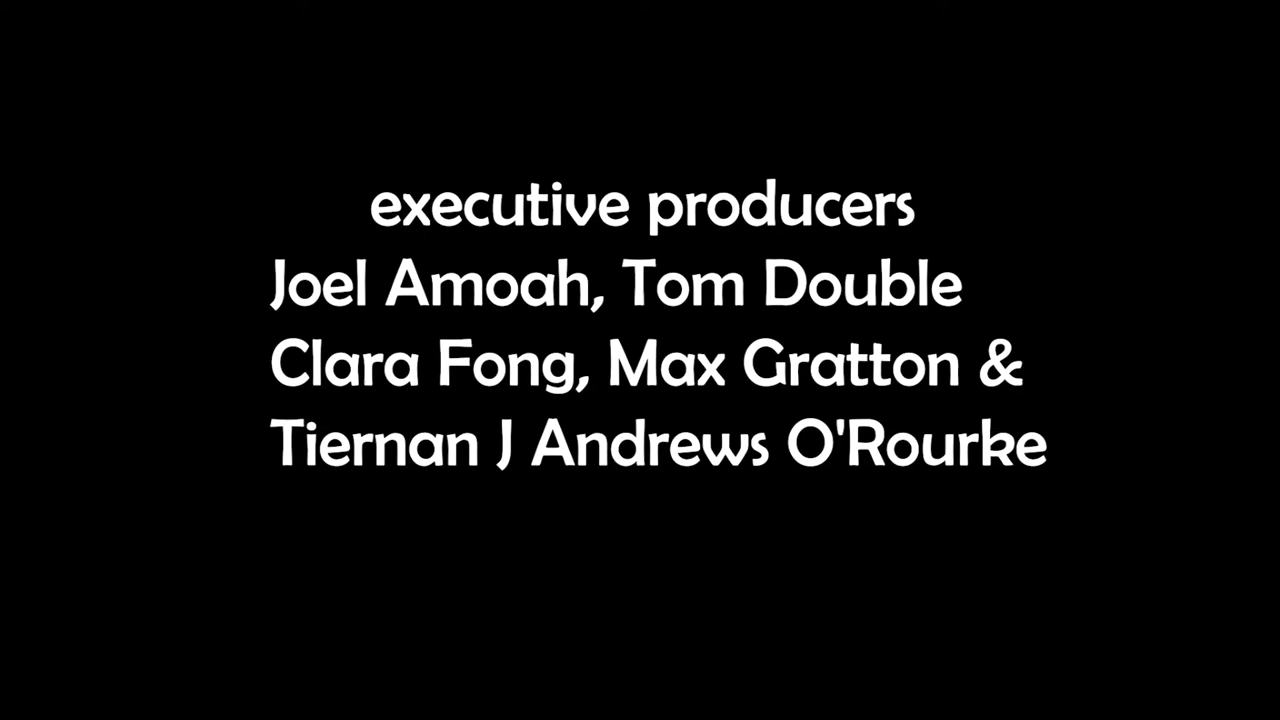 executive producers
Joel Amoah, Tom Double
Clara Fong, Max Gratton &
Tiernan J Andrews O'Rourke